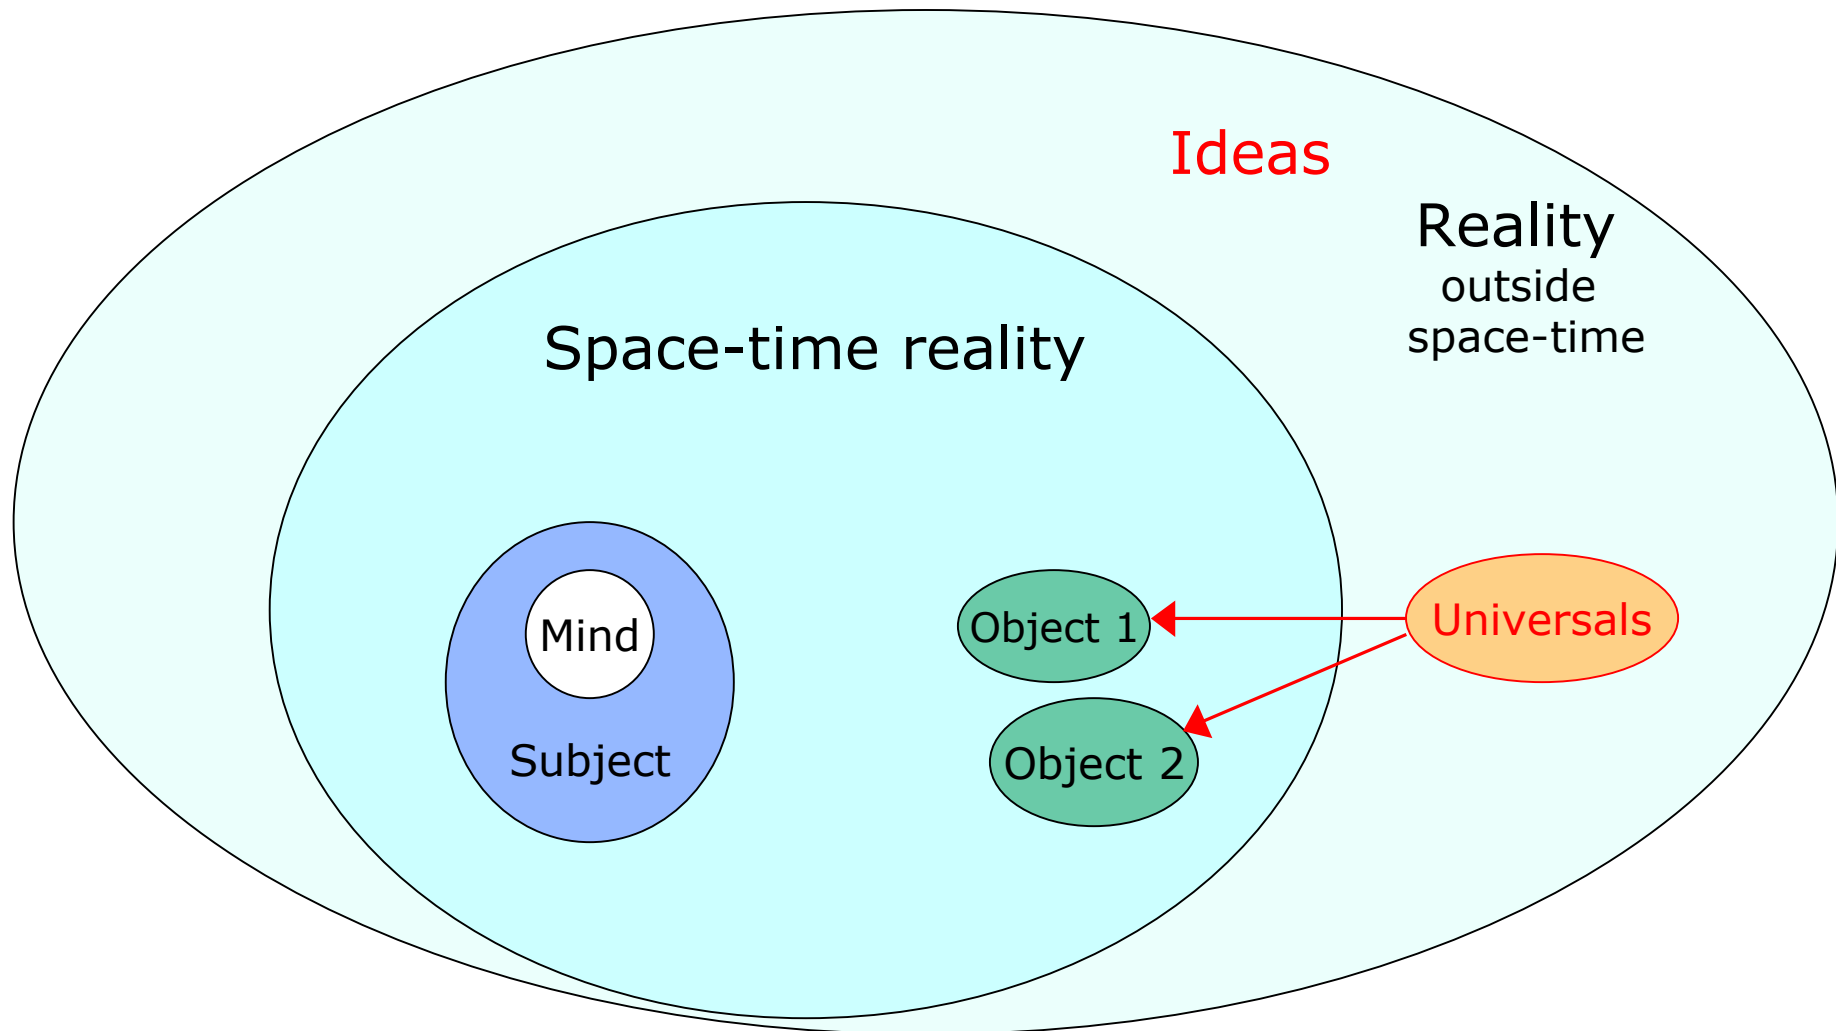 Ideas
Reality
outside
space-time
Space-time reality
Mind
Subject
Object 1
Object 2
Universals